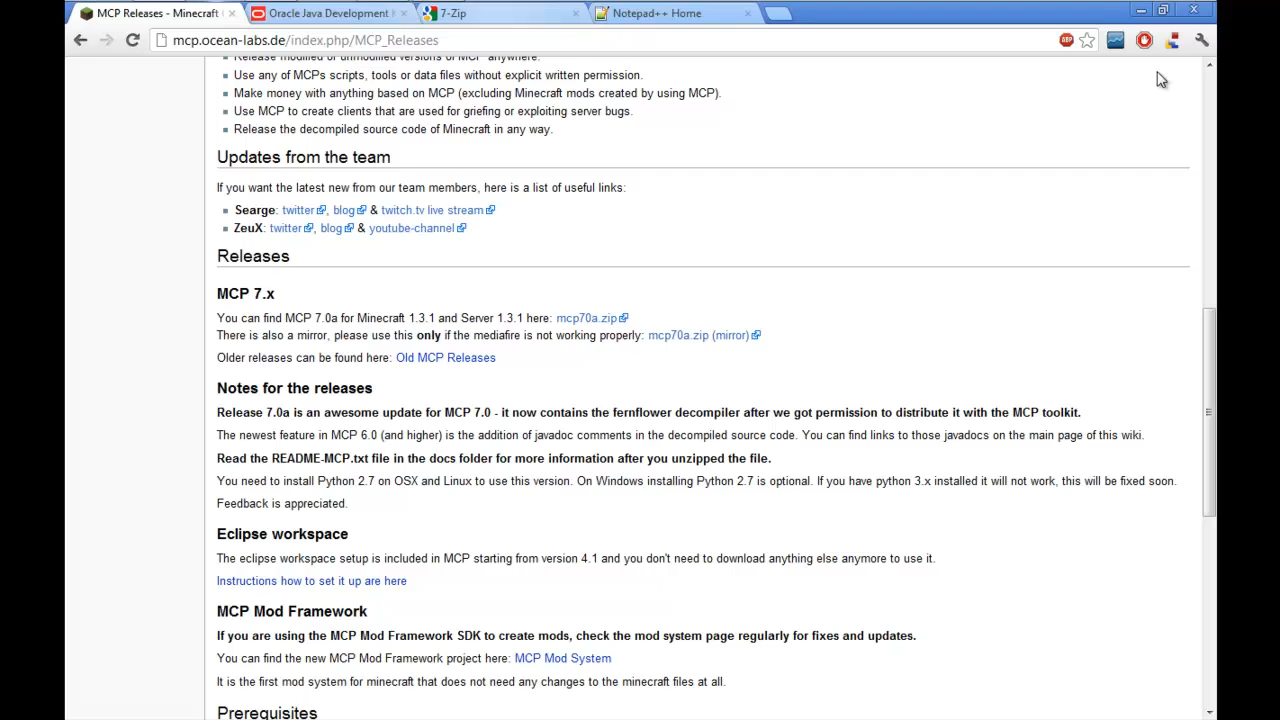 MCP Releases - Minecraft
Oracle Java Development
7-Zip
Notepad++ Home
mcp.ocean-labs.de/index.php/MCP_Releases
Release modified or unmodified versions of MCP anywhere.
Use any of MCPs scripts, tools or data files without explicit written permission.
Make money with anything based on MCP (excluding Minecraft mods created by using MCP).
Use MCP to create clients that are used for griefing or exploiting server bugs.
Release the decompiled source code of Minecraft in any way.
Updates from the team
If you want the latest new from our team members, here is a list of useful links:
Searge: twitter, blog & twitch.tv live stream
ZeuX: twitter, blog & youtube-channel
Releases
MCP 7.x
You can find MCP 7.0a for Minecraft 1.3.1 and Server 1.3.1 here: mcp70a.zip
There is also a mirror, please use this only if the mediafire is not working properly: mcp70a.zip (mirror)
Older releases can be found here: Old MCP Releases
Notes for the releases
Release 7.0a is an awesome update for MCP 7.0 - it now contains the fernflower decompiler after we got permission to distribute it with the MCP toolkit.
The newest feature in MCP 6.0 (and higher) is the addition of javadoc comments in the decompiled source code. You can find links to those javadocs on the main page of this wiki.
Read the README-MCP.txt file in the docs folder for more information after you unzipped the file.
You need to install Python 2.7 on OSX and Linux to use this version. On Windows installing Python 2.7 is optional. If you have python 3.x installed it will not work, this will be fixed soon.
Feedback is appreciated.
Eclipse workspace
The eclipse workspace setup is included in MCP starting from version 4.1 and you don't need to download anything else anymore to use it.
Instructions how to set it up are here
MCP Mod Framework
If you are using the MCP Mod Framework SDK to create mods, check the mod system page regularly for fixes and updates.
You can find the new MCP Mod Framework project here: MCP Mod System
It is the first mod system for minecraft that does not need any changes to the minecraft files at all.
Prerequisites